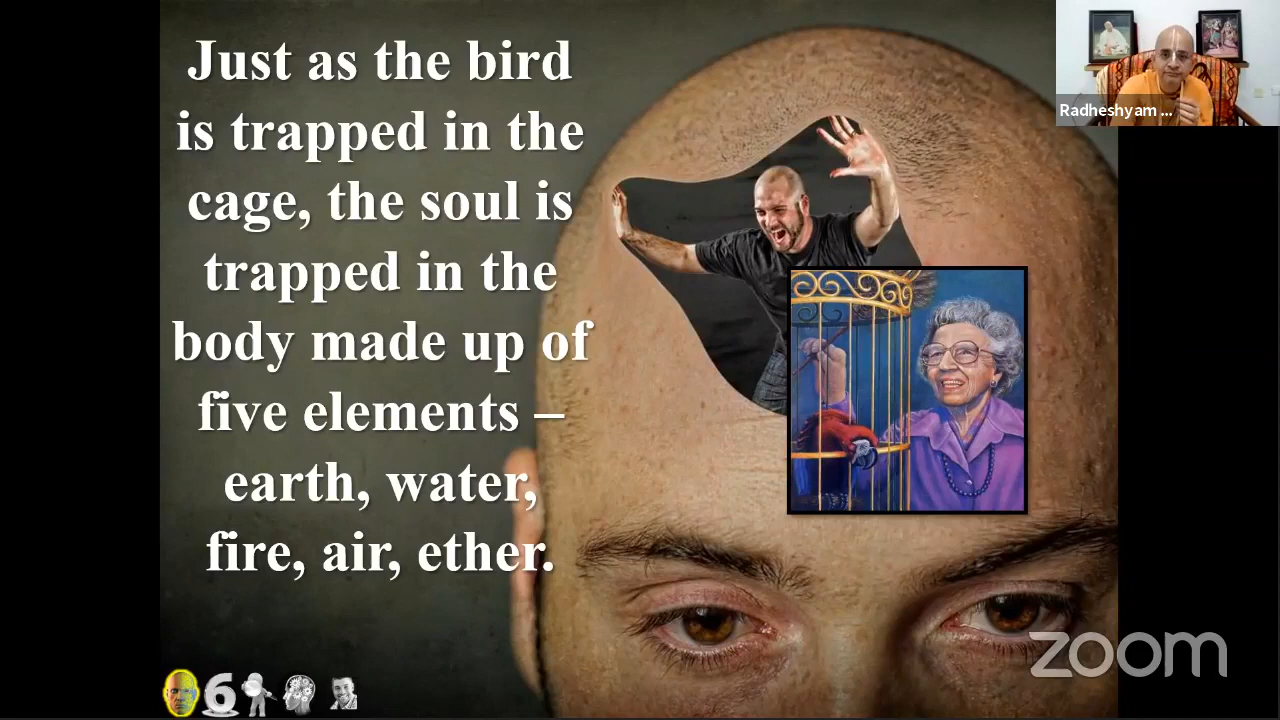 Just as the bird
is trapped in the
cage, the soul is
trapped in the
body made up of
five elements –
earth, water,
fire, air, ether.
Radheshyam ...
6
zoom